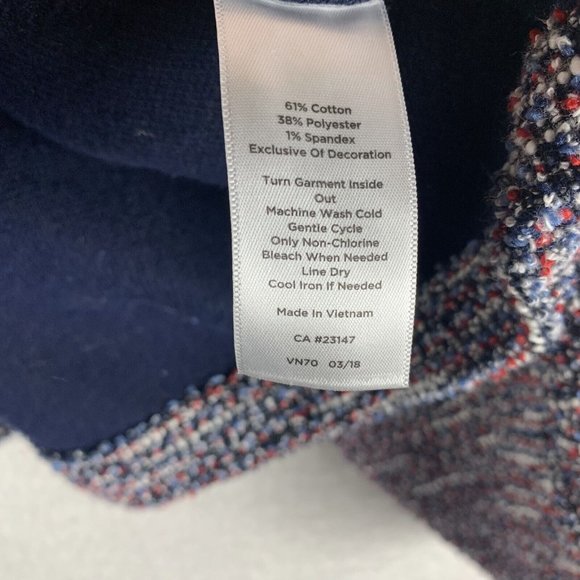 61% Cotton
38% Polyester
1% Spandex
Exclusive Of Decoration
Turn Garment Inside
Out
Machine Wash Cold
Gentle Cycle
Only Non-Chlorine
Bleach When Needed
Line Dry
Cool Iron If Needed
Made In Vietnam
CA #23147
VN70 03/18